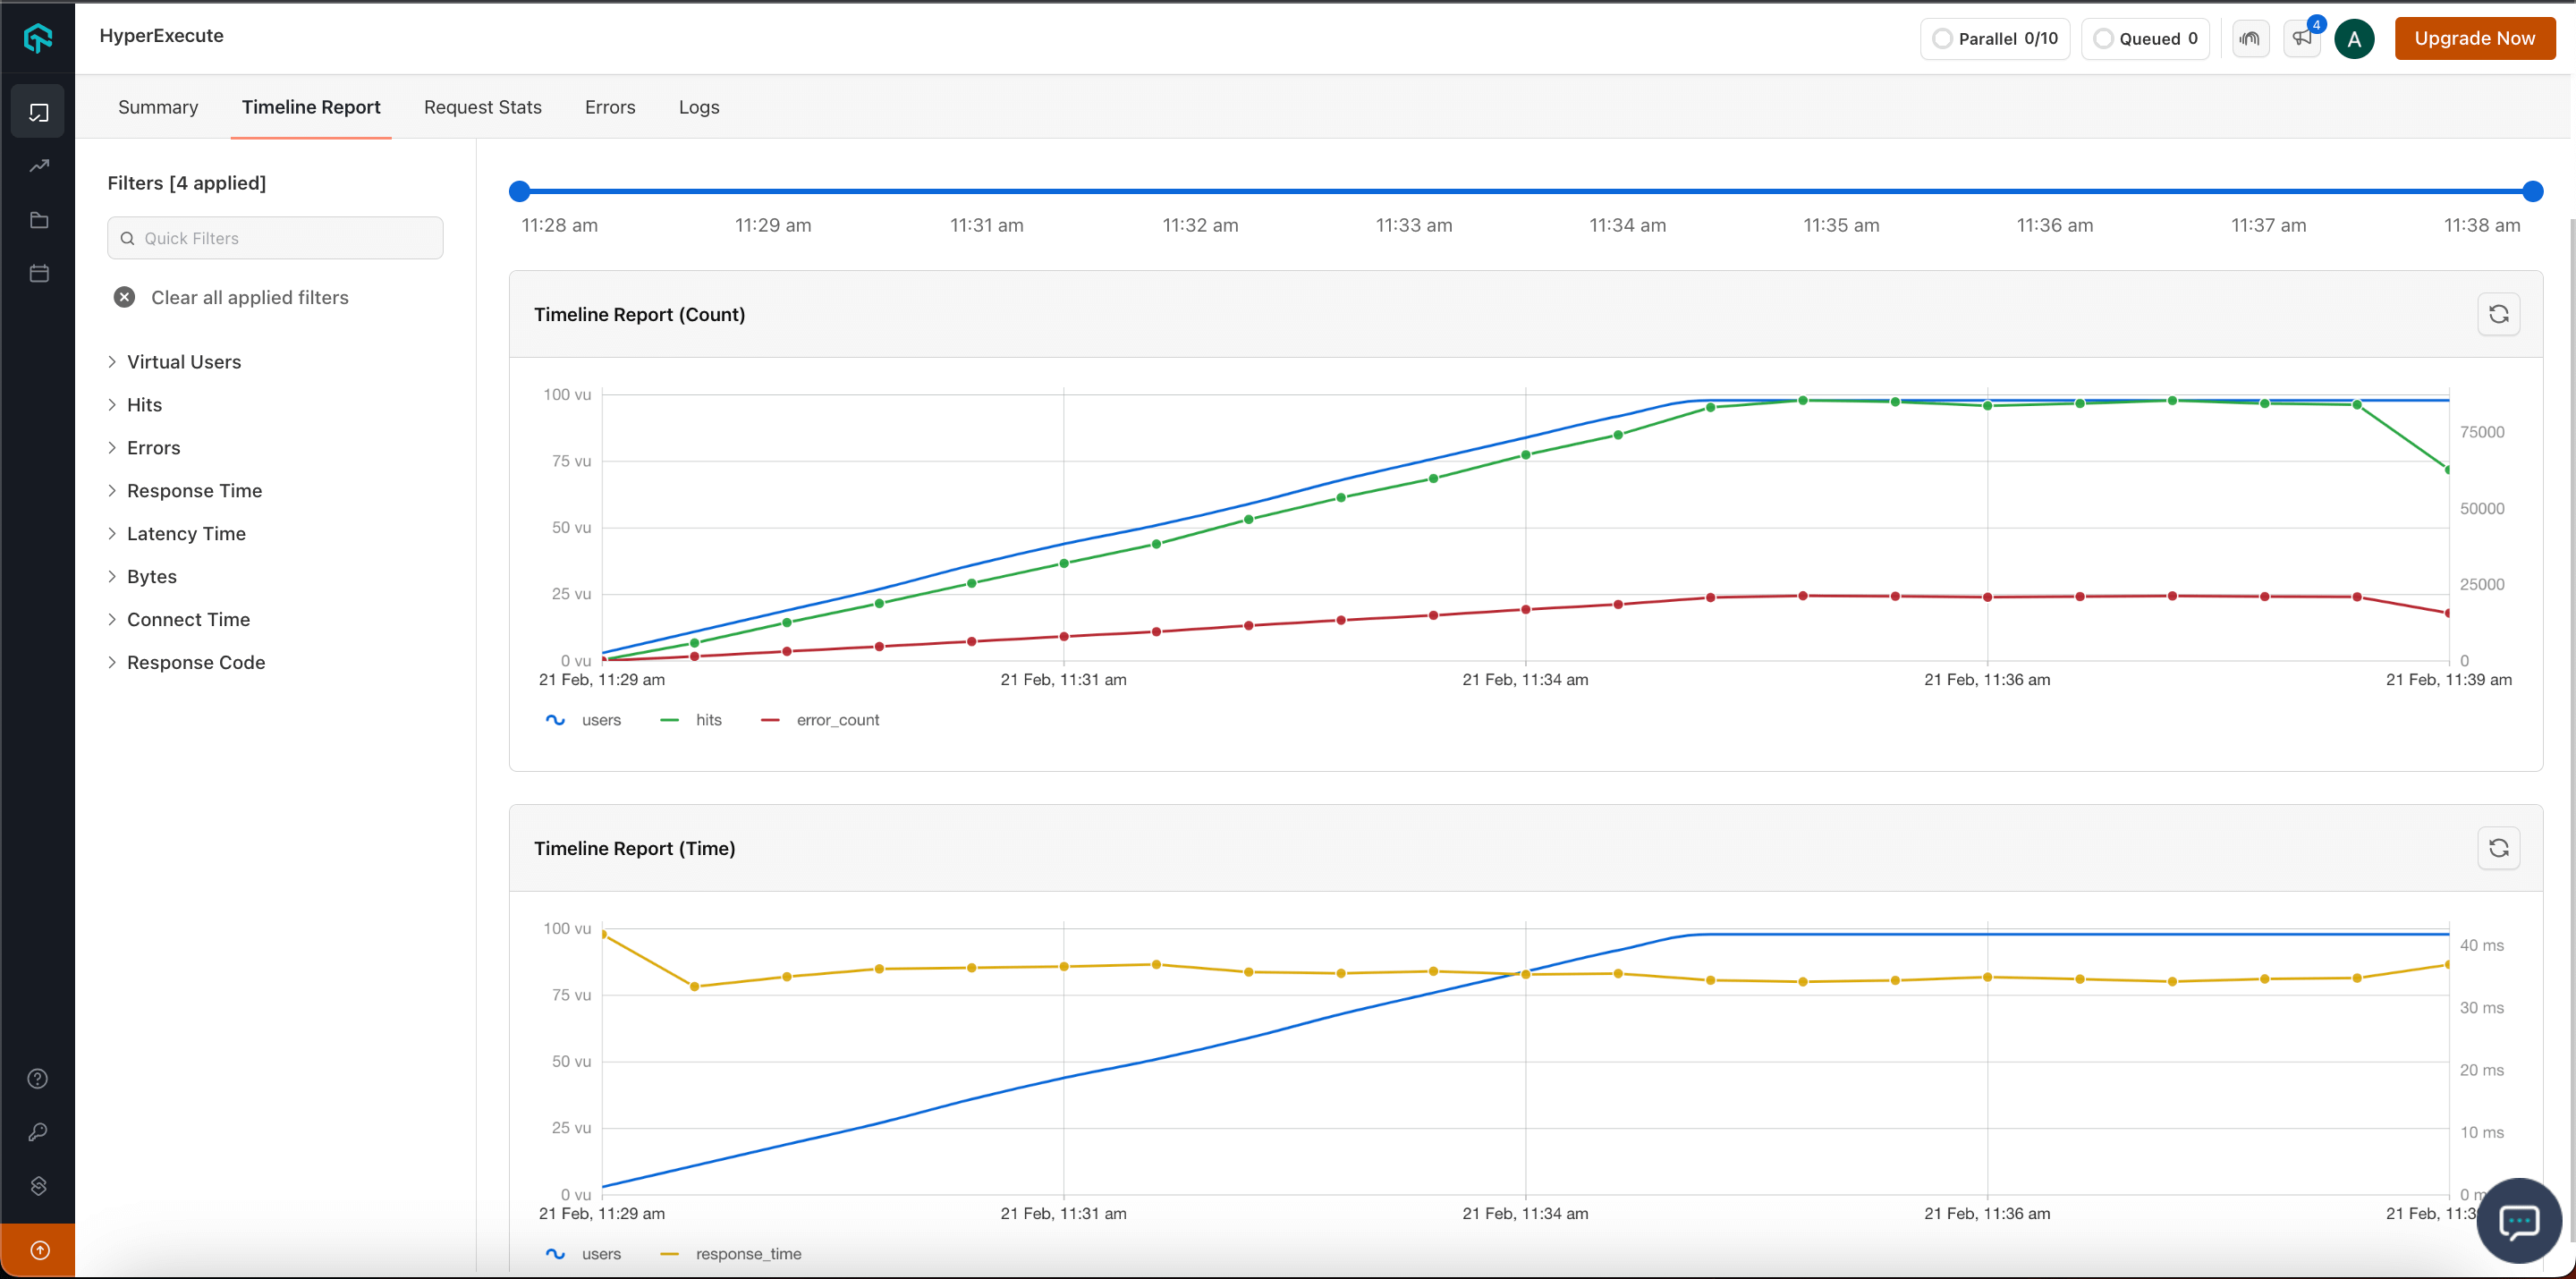 HyperExecute
Parallel 0/10
Queued 0
4
A
Upgrade Now
Summary
Timeline Report
Request Stats
Errors
Logs
Filters [4 applied]
Quick Filters
Clear all applied filters
Virtual Users
Hits
Errors
Response Time
Latency Time
Bytes
Connect Time
Response Code
11:28 am 11:29 am 11:31 am 11:32 am 11:33 am 11:34 am 11:35 am 11:36 am 11:37 am 11:38 am
Timeline Report (Count)
100 vu
75 vu
50 vu
25 vu
0 vu
75000
50000
25000
0
21 Feb, 11:29 am 21 Feb, 11:31 am 21 Feb, 11:34 am 21 Feb, 11:36 am 21 Feb, 11:39 am
users hits error_count
Timeline Report (Time)
100 vu
75 vu
50 vu
25 vu
0 vu
40 ms
30 ms
20 ms
10 ms
0
21 Feb, 11:29 am 21 Feb, 11:31 am 21 Feb, 11:34 am 21 Feb, 11:36 am 21 Feb,
users response_time